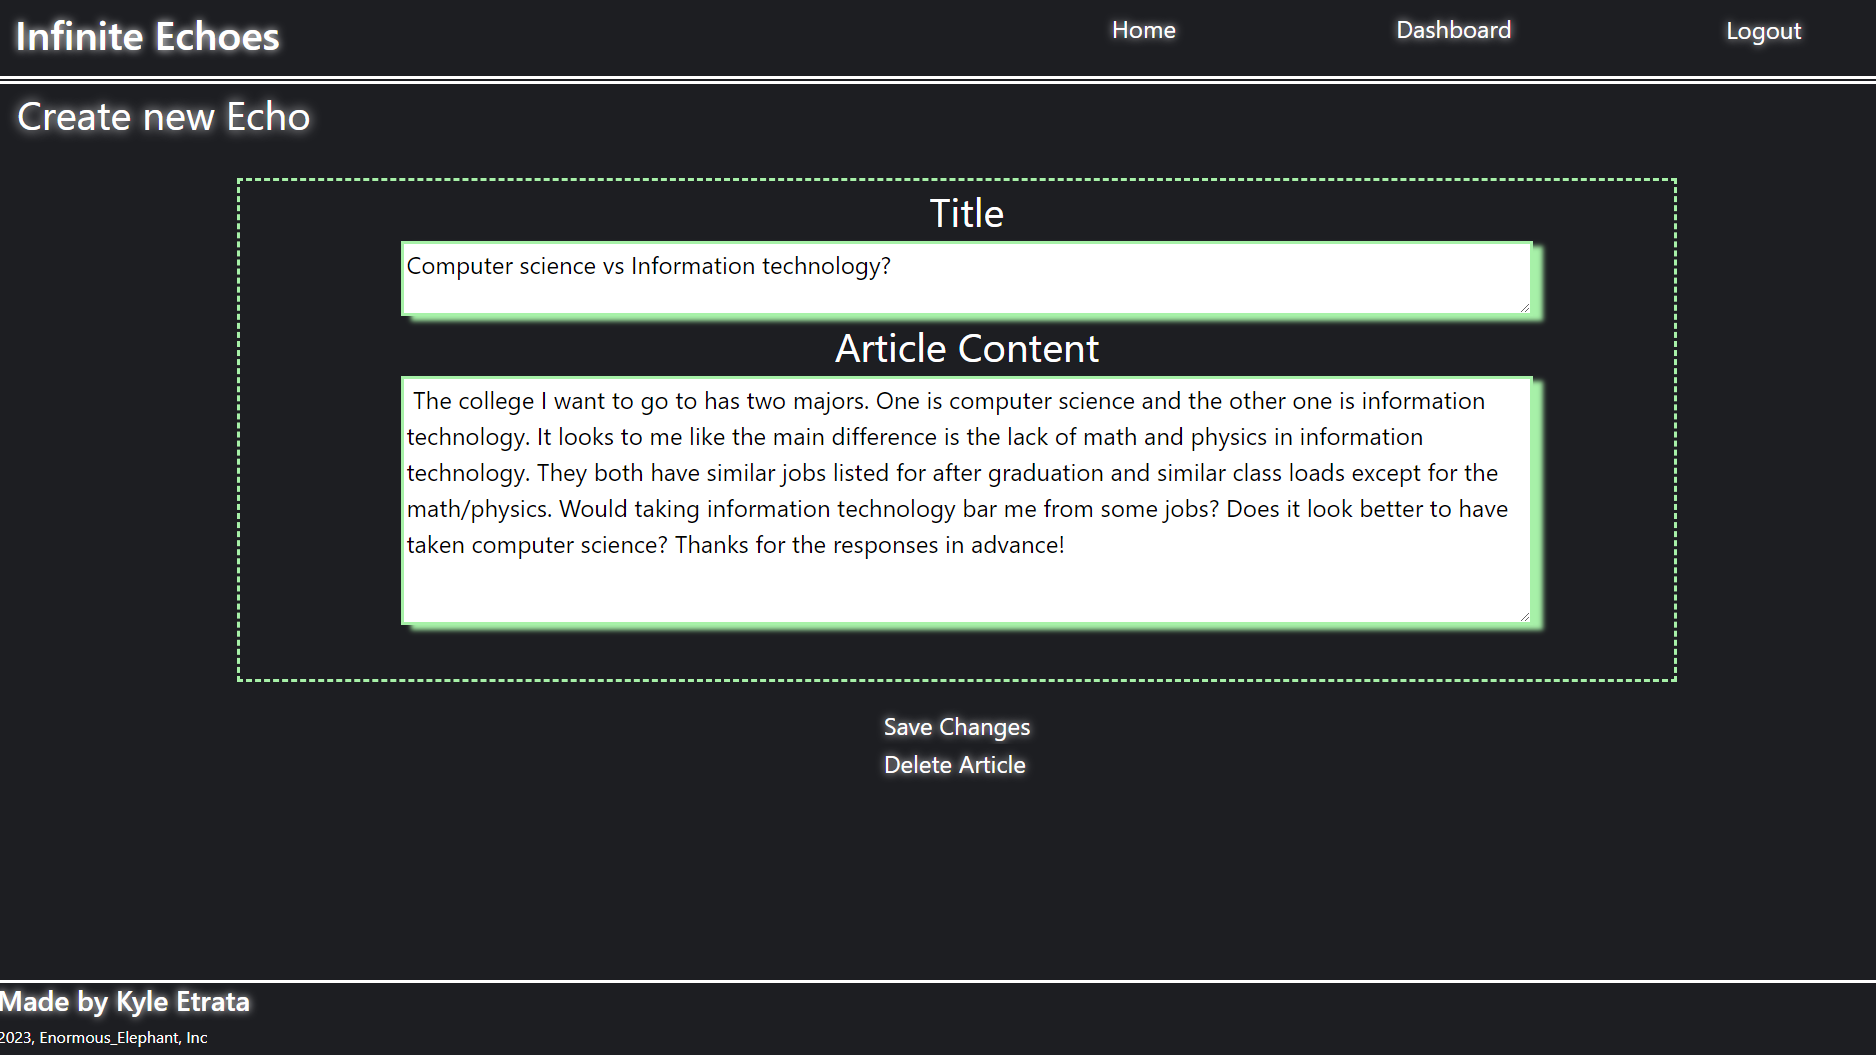 Infinite Echoes
Home
Dashboard
Logout
Create new Echo
Title
Computer science vs Information technology?
Article Content
The college I want to go to has two majors. One is computer science and the other one is information
technology. It looks to me like the main difference is the lack of math and physics in information
technology. They both have similar jobs listed for after graduation and similar class loads except for the
math/physics. Would taking information technology bar me from some jobs? Does it look better to have
taken computer science? Thanks for the responses in advance!
Save Changes
Delete Article
Made by Kyle Etrata
2023, Enormous_Elephant, Inc